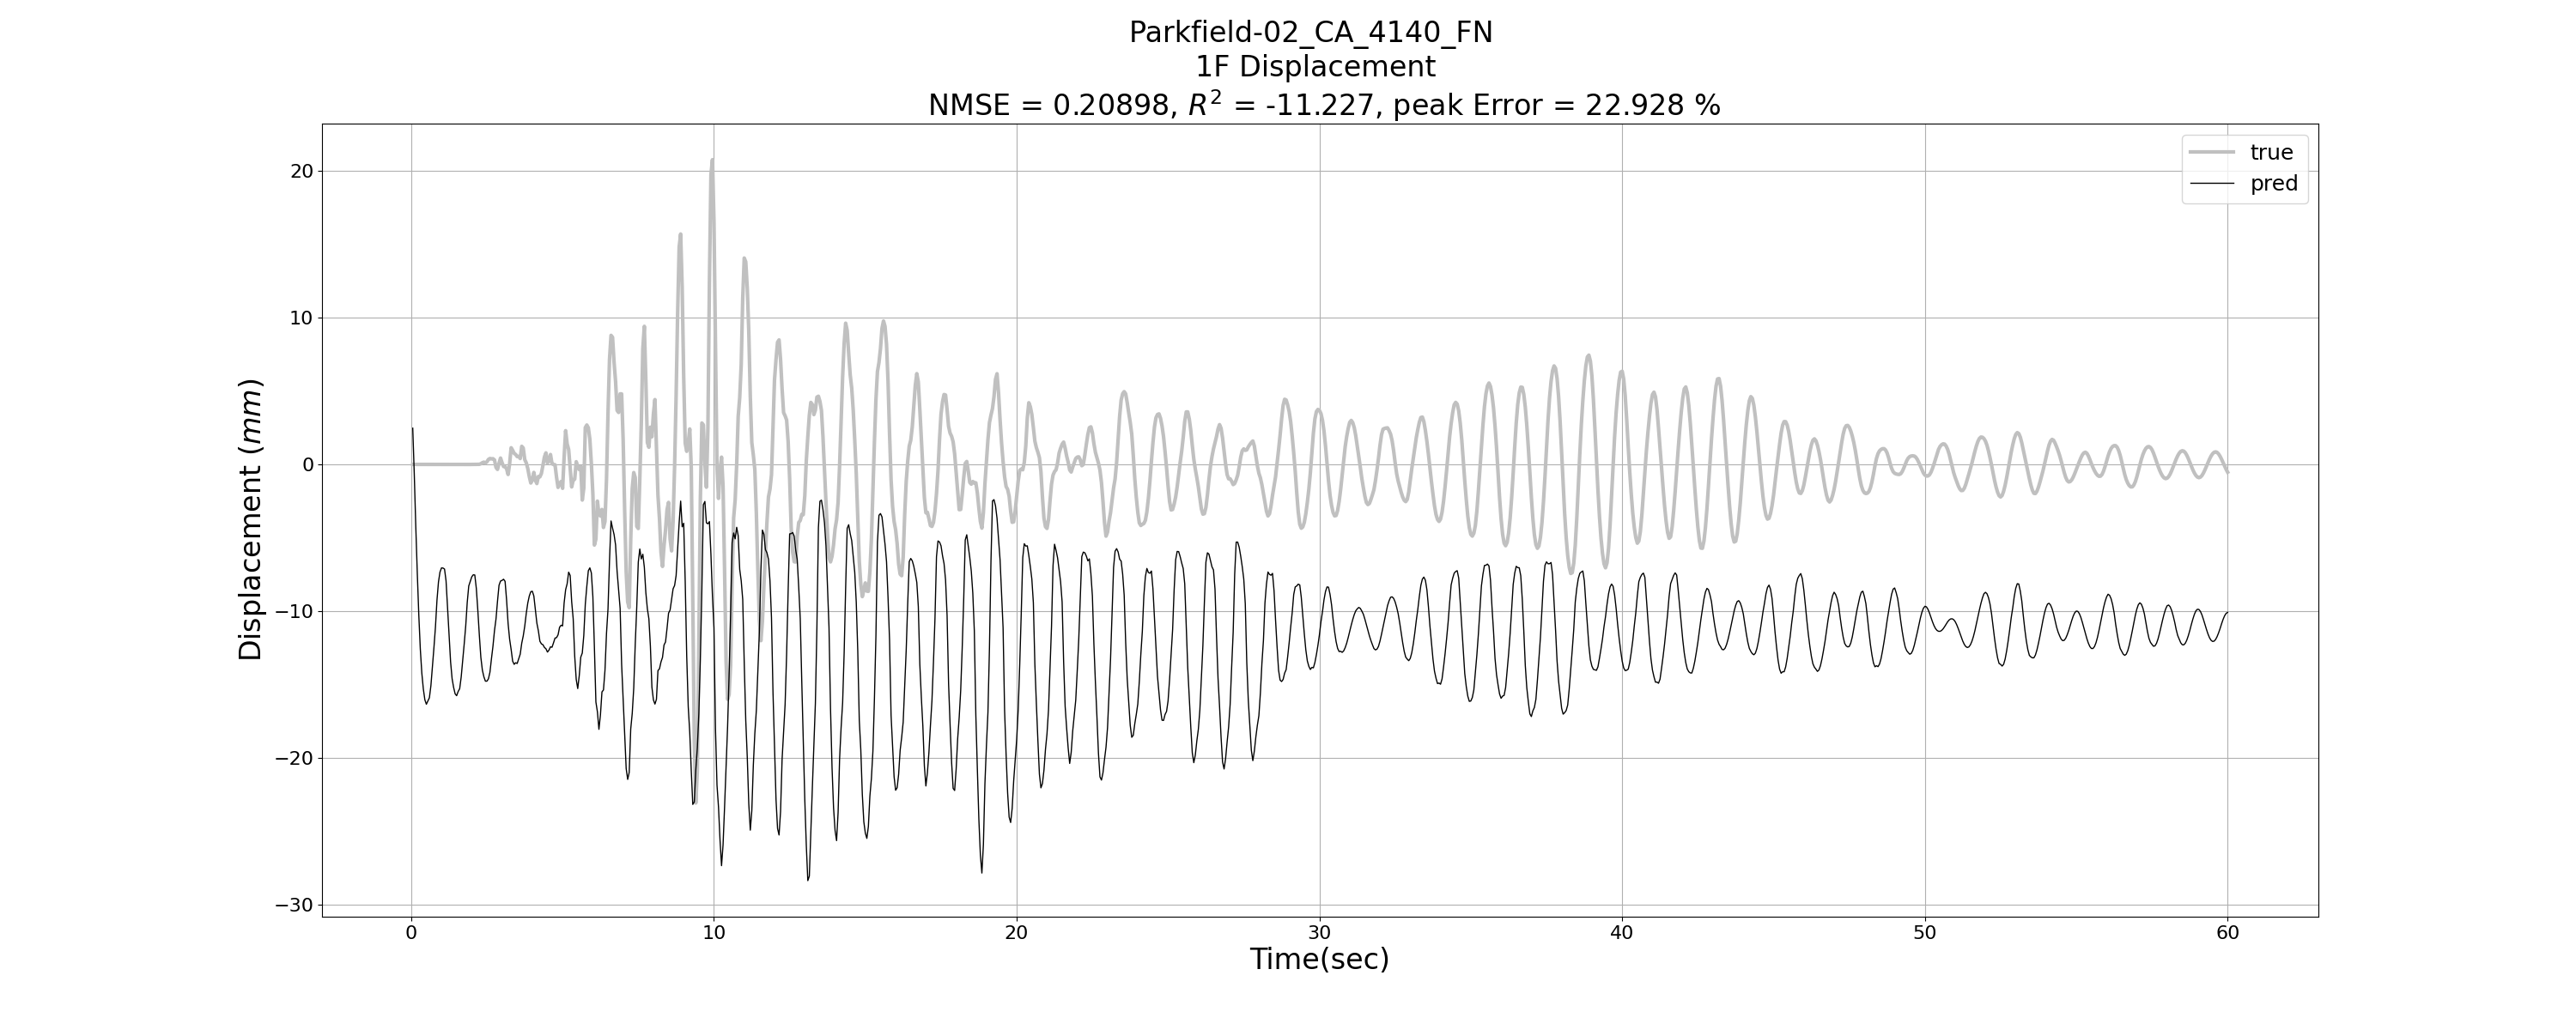 Parkfield-02_CA_4140_FN
1F Displacement
NMSE = 0.20898, R² = -11.227, peak Error = 22.928 %
true
pred
Displacement (mm)
20
10
0
−10
−20
−30
0 10 20 30 40 50 60
Time(sec)